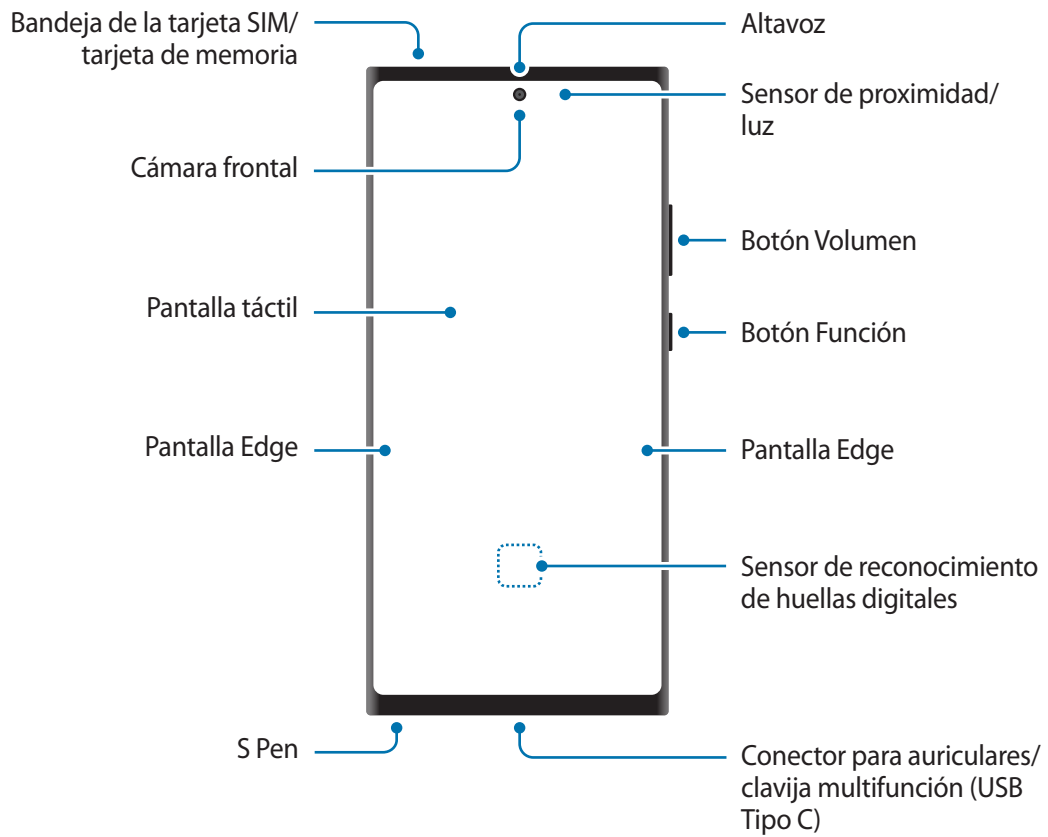 Bandeja de la tarjeta SIM/
tarjeta de memoria
Cámara frontal
Pantalla táctil
Pantalla Edge
S Pen
Altavoz
Sensor de proximidad/
luz
Botón Volumen
Botón Función
Pantalla Edge
Sensor de reconocimiento
de huellas digitales
Conector para auriculares/
clavija multifunción (USB
Tipo C)